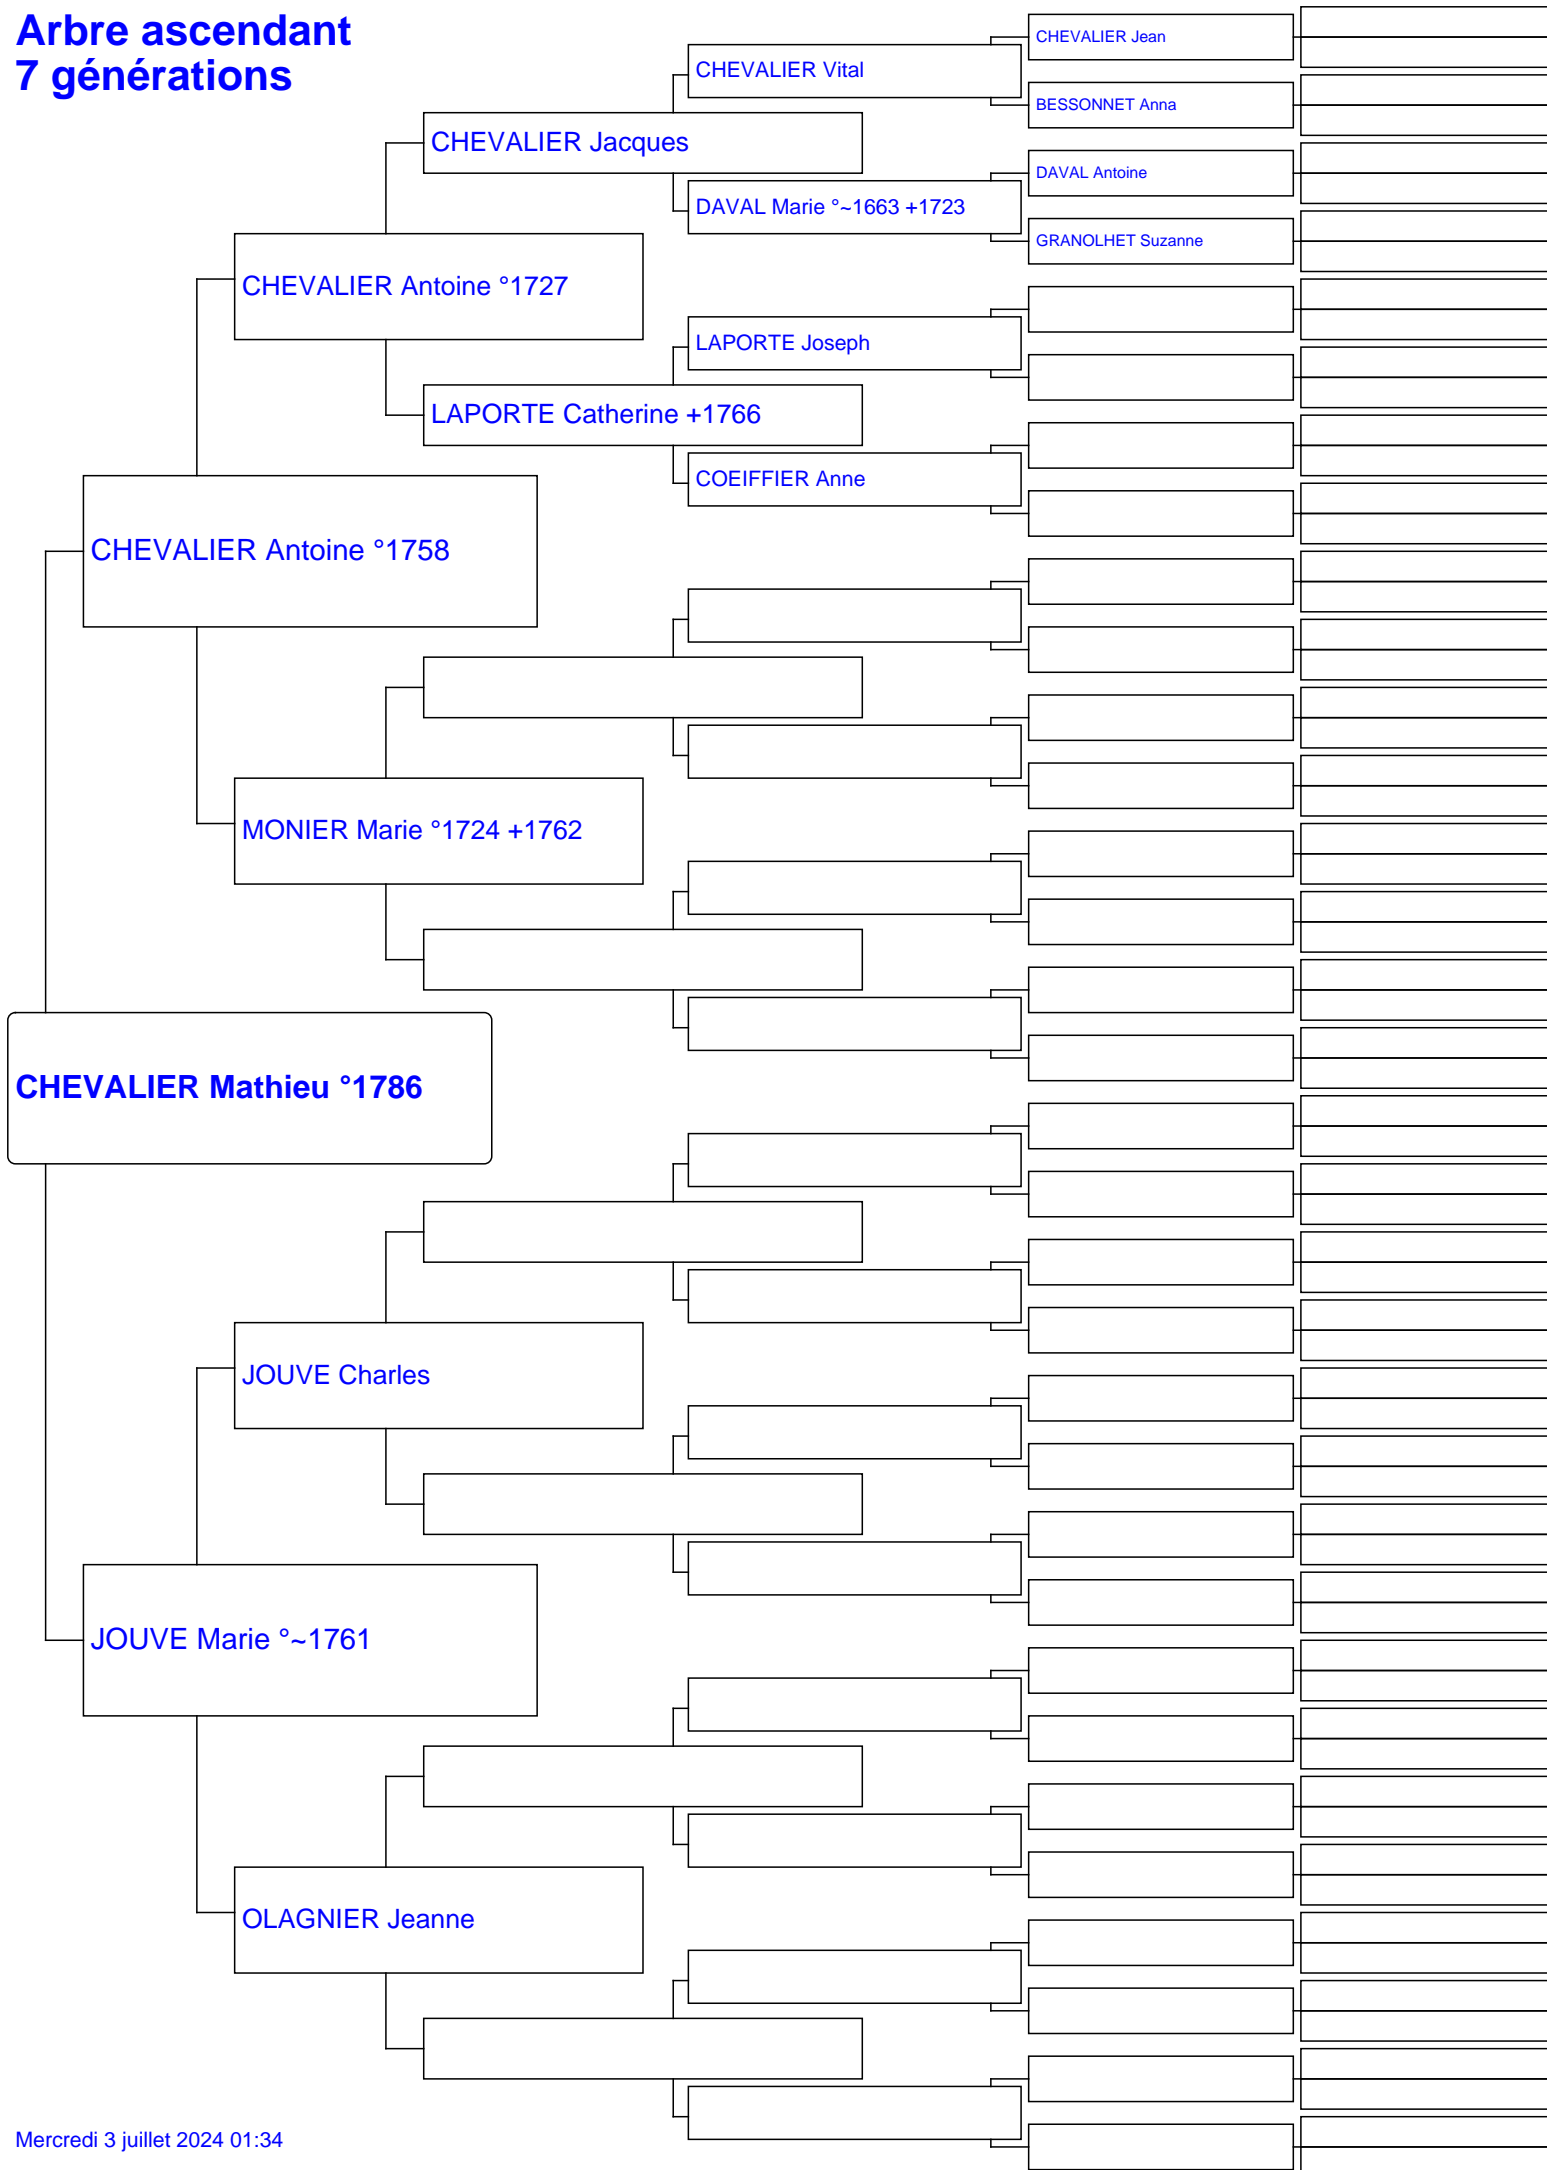 Arbre ascendant
7 générations
CHEVALIER Jean
CHEVALIER Vital
BESSONNET Anna
CHEVALIER Jacques
DAVAL Antoine
DAVAL Marie °~1663 +1723
GRANOLHET Suzanne
CHEVALIER Antoine °1727
LAPORTE Joseph
LAPORTE Catherine +1766
COEIFFIER Anne
CHEVALIER Antoine °1758
MONIER Marie °1724 +1762
CHEVALIER Mathieu °1786
JOUVE Charles
JOUVE Marie °~1761
OLAGNIER Jeanne
Mercredi 3 juillet 2024 01:34